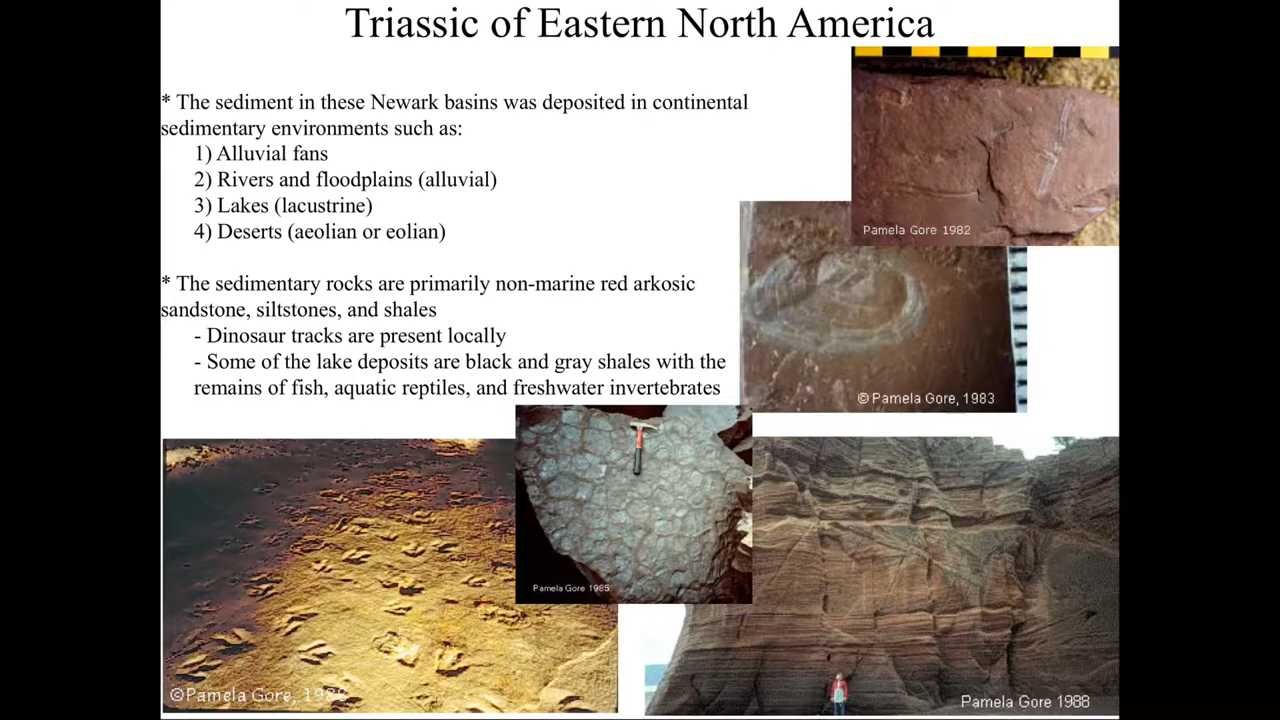 Triassic of Eastern North America
* The sediment in these Newark basins was deposited in continental
sedimentary environments such as:
1) Alluvial fans
2) Rivers and floodplains (alluvial)
3) Lakes (lacustrine)
4) Deserts (aeolian or eolian)
* The sedimentary rocks are primarily non-marine red arkosic
sandstone, siltstones, and shales
- Dinosaur tracks are present locally
- Some of the lake deposits are black and gray shales with the
remains of fish, aquatic reptiles, and freshwater invertebrates
Pamela Gore 1982
© Pamela Gore, 1983
Pamela Gore 1985
©Pamela Gore,
Pamela Gore 1988